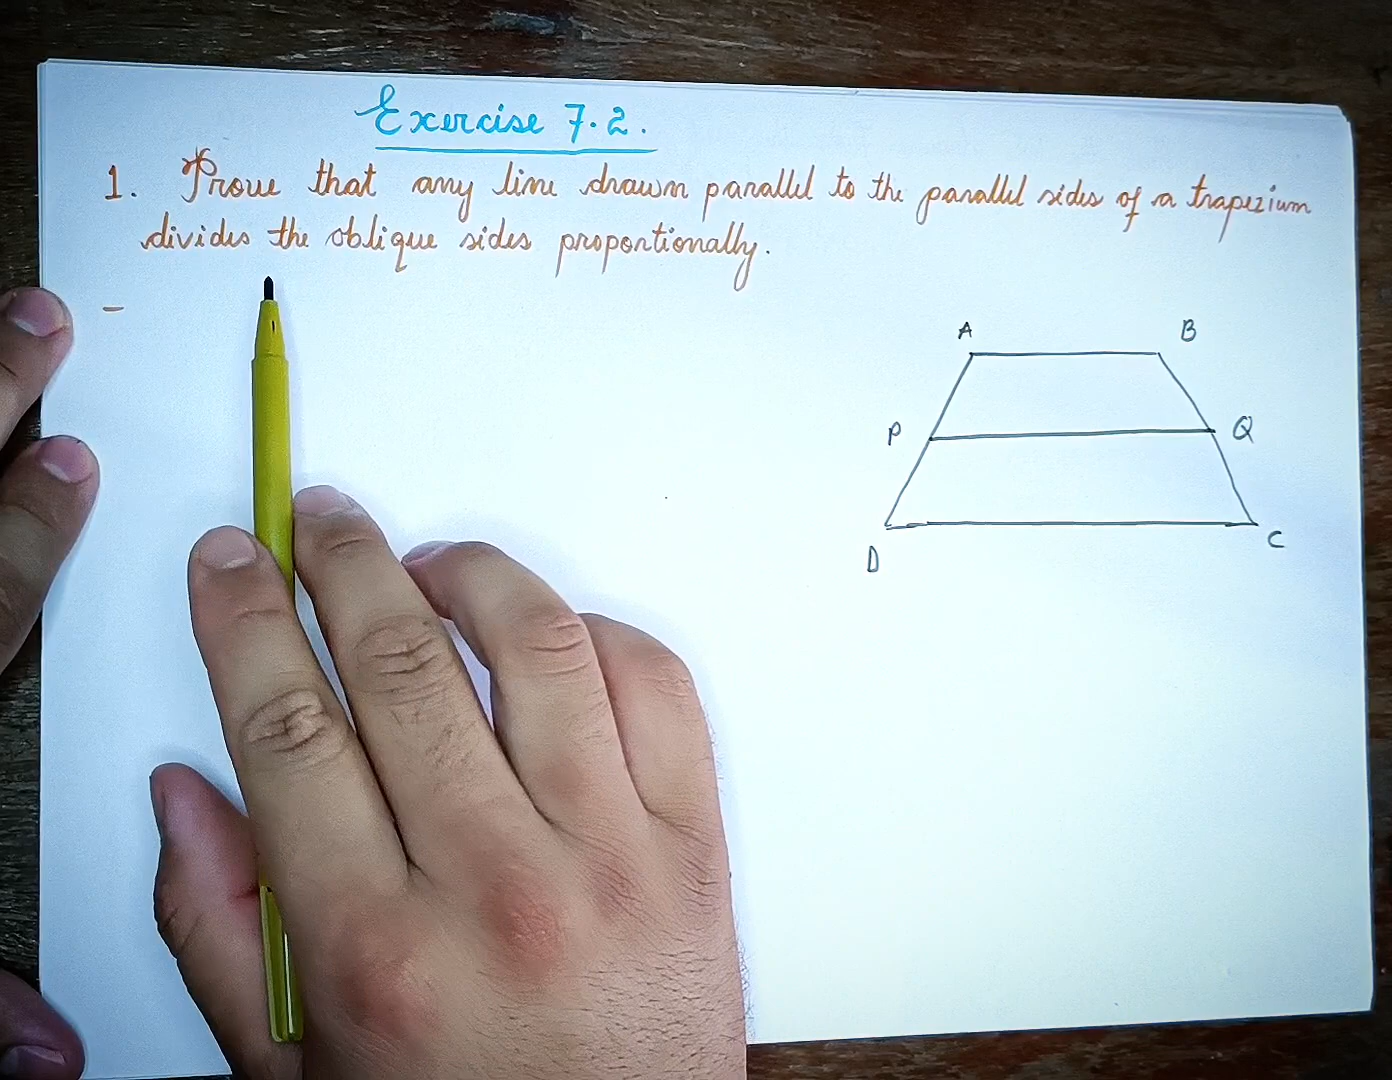 Exercise 7.2.
1. Prove that any line drawn parallel to the parallel sides of a trapezium
divides the oblique sides proportionally.
-
A B
P Q
D C